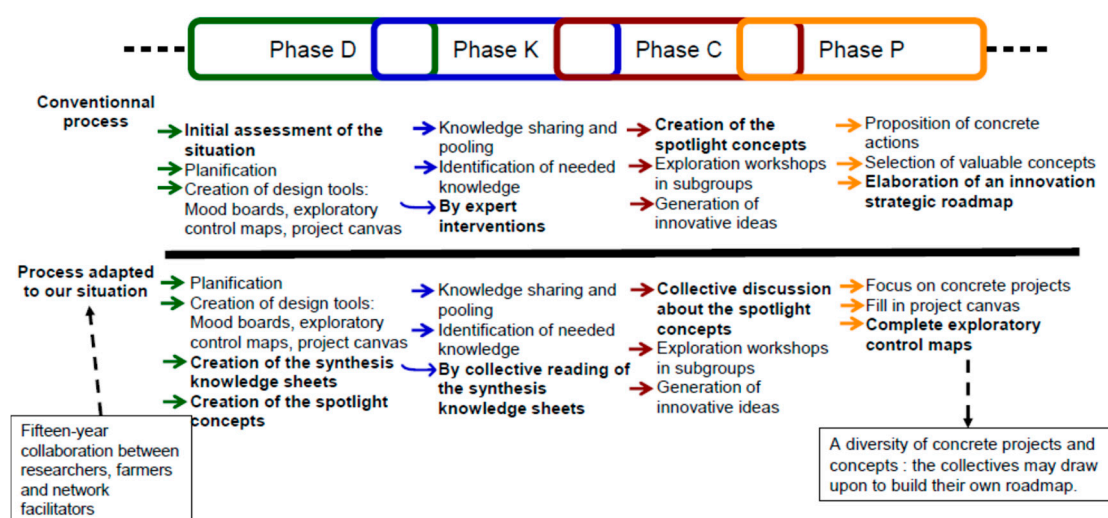 Phase D
Phase K
Phase C
Phase P
Conventionnal
process
Initial assessment of the
situation
Planification
Creation of design tools:
Mood boards, exploratory
control maps, project canvas
Knowledge sharing and
pooling
Identification of needed
knowledge
By expert
interventions
Creation of the
spotlight concepts
Exploration workshops
in subgroups
Generation of
innovative ideas
Proposition of concrete
actions
Selection of valuable concepts
Elaboration of an innovation
strategic roadmap
Process adapted
to our situation
Planification
Creation of design tools:
Mood boards, exploratory
control maps, project canvas
Creation of the synthesis
knowledge sheets
Creation of the spotlight
concepts
Knowledge sharing and
pooling
Identification of needed
knowledge
By collective reading of
the synthesis
knowledge sheets
Collective discussion
about the spotlight
concepts
Exploration workshops
in subgroups
Generation of
innovative ideas
Focus on concrete projects
Fill in project canvas
Complete exploratory
control maps
Fifteen-year
collaboration between
researchers, farmers
and network
facilitators
A diversity of concrete projects and
concepts : the collectives may draw
upon to build their own roadmap.